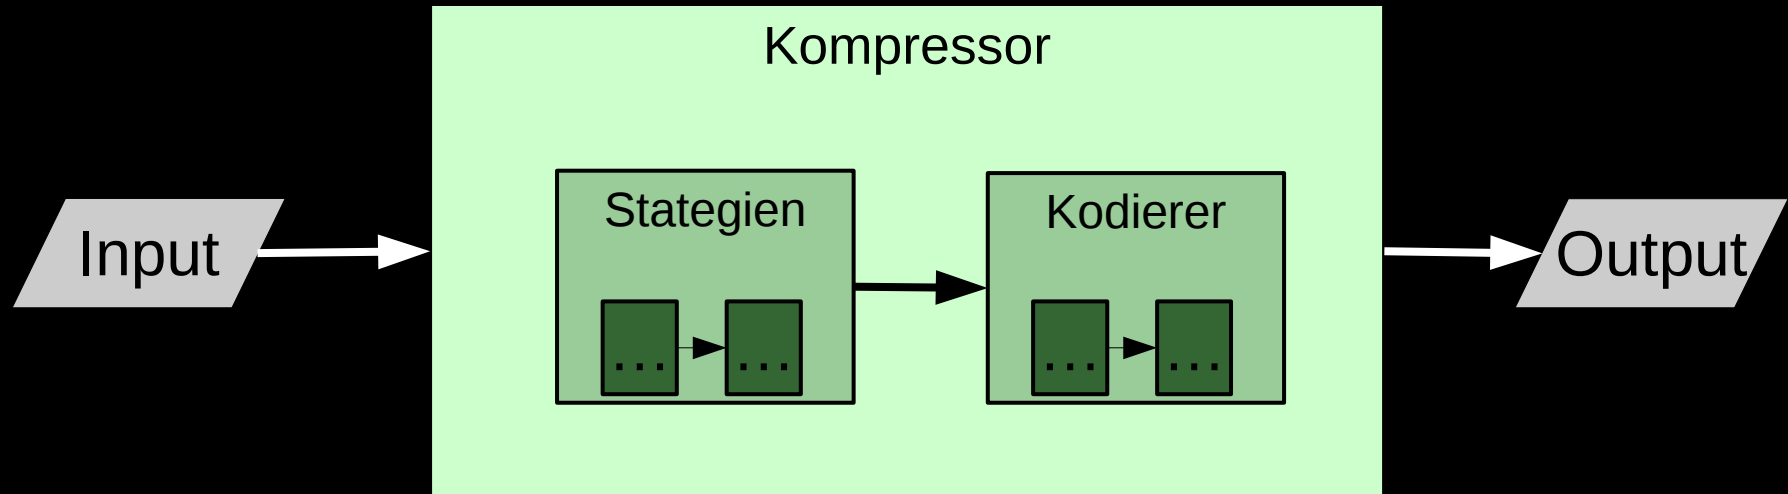 Kompressor
Input
Stategien
Kodierer
Output
...
...
...
...